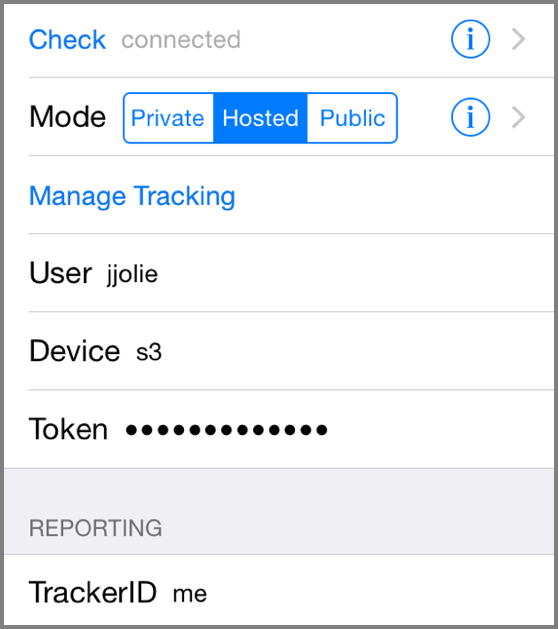 Check connected
Mode Private Hosted Public
Manage Tracking
User jjolie
Device s3
Token •••••••••••••
REPORTING
TrackerID me